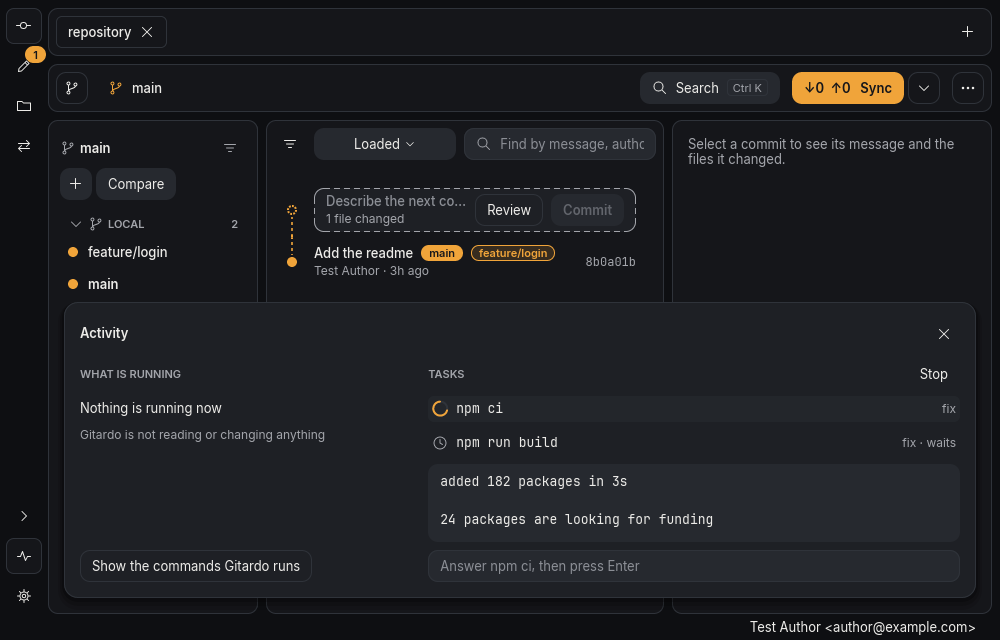 repository
1
main
Search Ctrl K
↓0 ↑0 Sync
main
Compare
LOCAL 2
feature/login
main
Loaded
Find by message, autho
Describe the next co...
1 file changed
Review
Commit
Add the readme main feature/login
Test Author · 3h ago
8b0a01b
Select a commit to see its message and the
files it changed.
Activity
WHAT IS RUNNING
Nothing is running now
Gitardo is not reading or changing anything
Show the commands Gitardo runs
TASKS Stop
npm ci fix
npm run build fix · waits
added 182 packages in 3s
24 packages are looking for funding
Answer npm ci, then press Enter
Test Author <author@example.com>